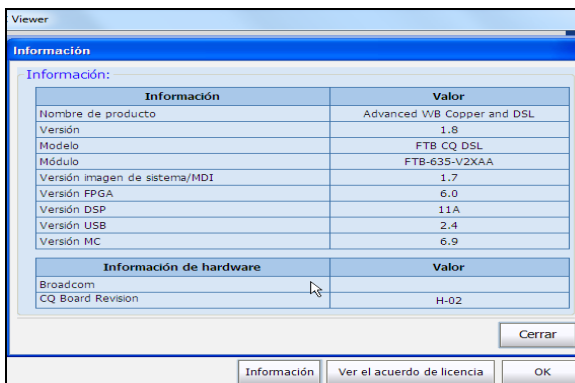 Viewer
Información
Información:
Información Valor
Nombre de producto Advanced WB Copper and DSL
Versión 1.8
Modelo FTB CQ DSL
Módulo FTB-635-V2XAA
Versión imagen de sistema/MDI 1.7
Versión FPGA 6.0
Versión DSP 11A
Versión USB 2.4
Versión MC 6.9
Información de hardware Valor
Broadcom
CQ Board Revision H-02
Cerrar
Información Ver el acuerdo de licencia OK